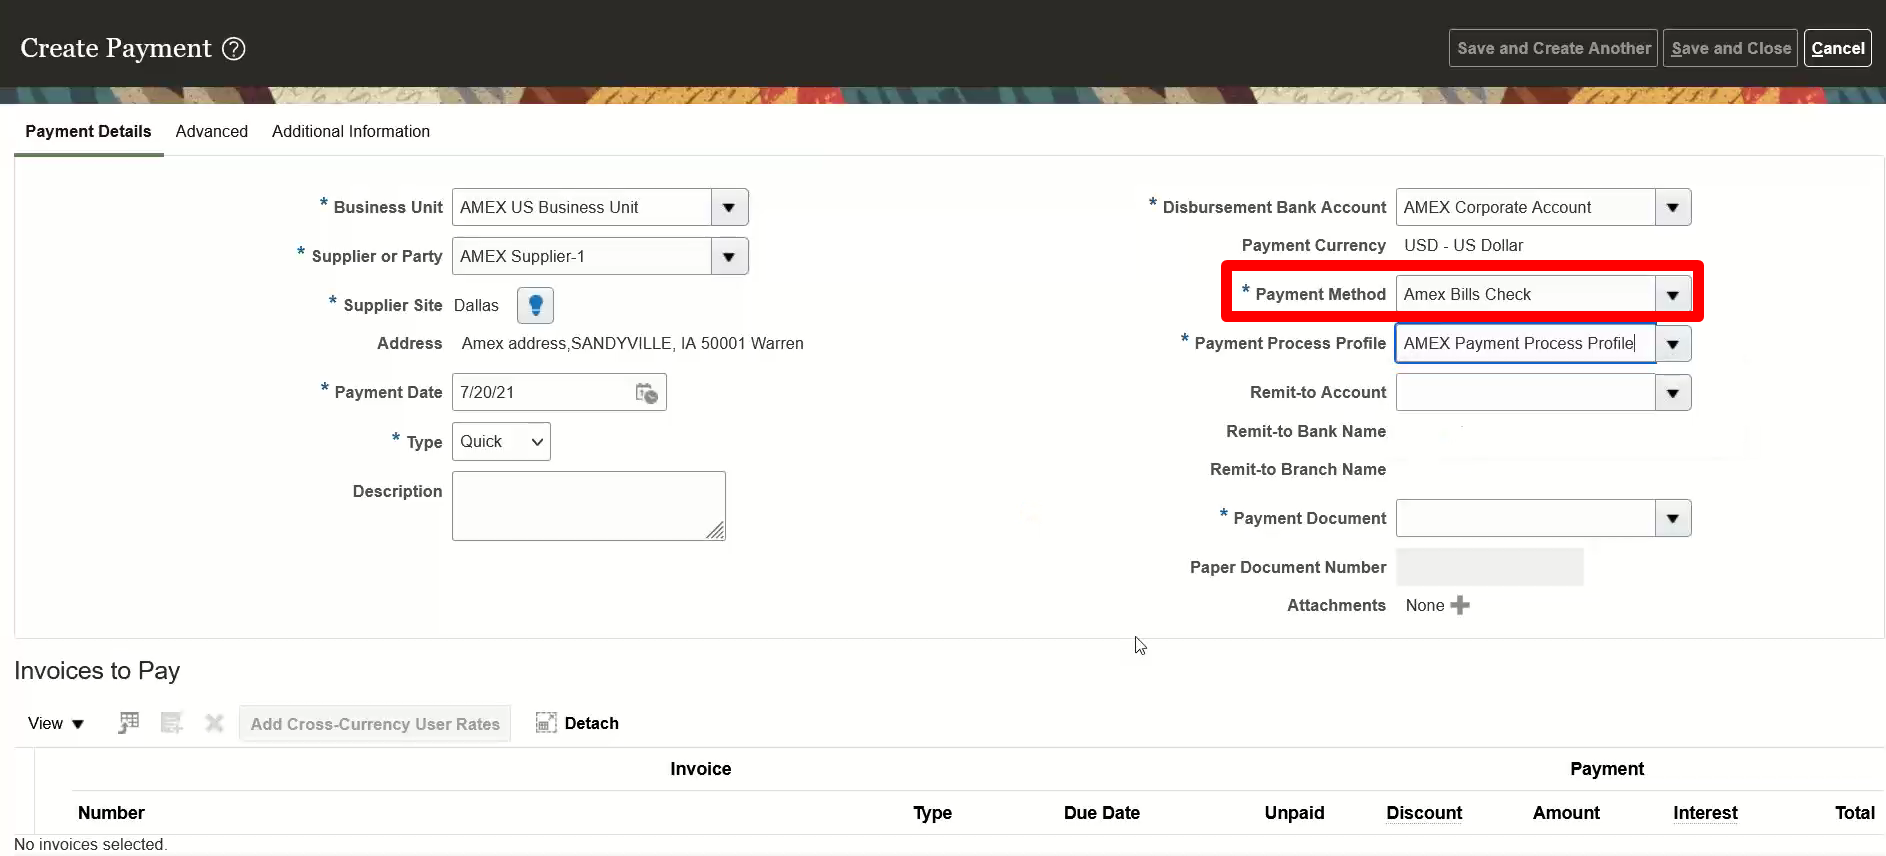 Create Payment ?
Save and Create Another
Save and Close
Cancel
Payment Details
Advanced
Additional Information
* Business Unit AMEX US Business Unit
* Supplier or Party AMEX Supplier-1
* Supplier Site Dallas
Address Amex address,SANDYVILLE, IA 50001 Warren
* Payment Date 7/20/21
* Type Quick
Description
* Disbursement Bank Account AMEX Corporate Account
Payment Currency USD - US Dollar
* Payment Method Amex Bills Check
* Payment Process Profile AMEX Payment Process Profile
Remit-to Account
Remit-to Bank Name
Remit-to Branch Name
* Payment Document
Paper Document Number
Attachments None
Invoices to Pay
View
Add Cross-Currency User Rates
Detach
Invoice Payment
Number Type Due Date Unpaid Discount Amount Interest Total
No invoices selected.